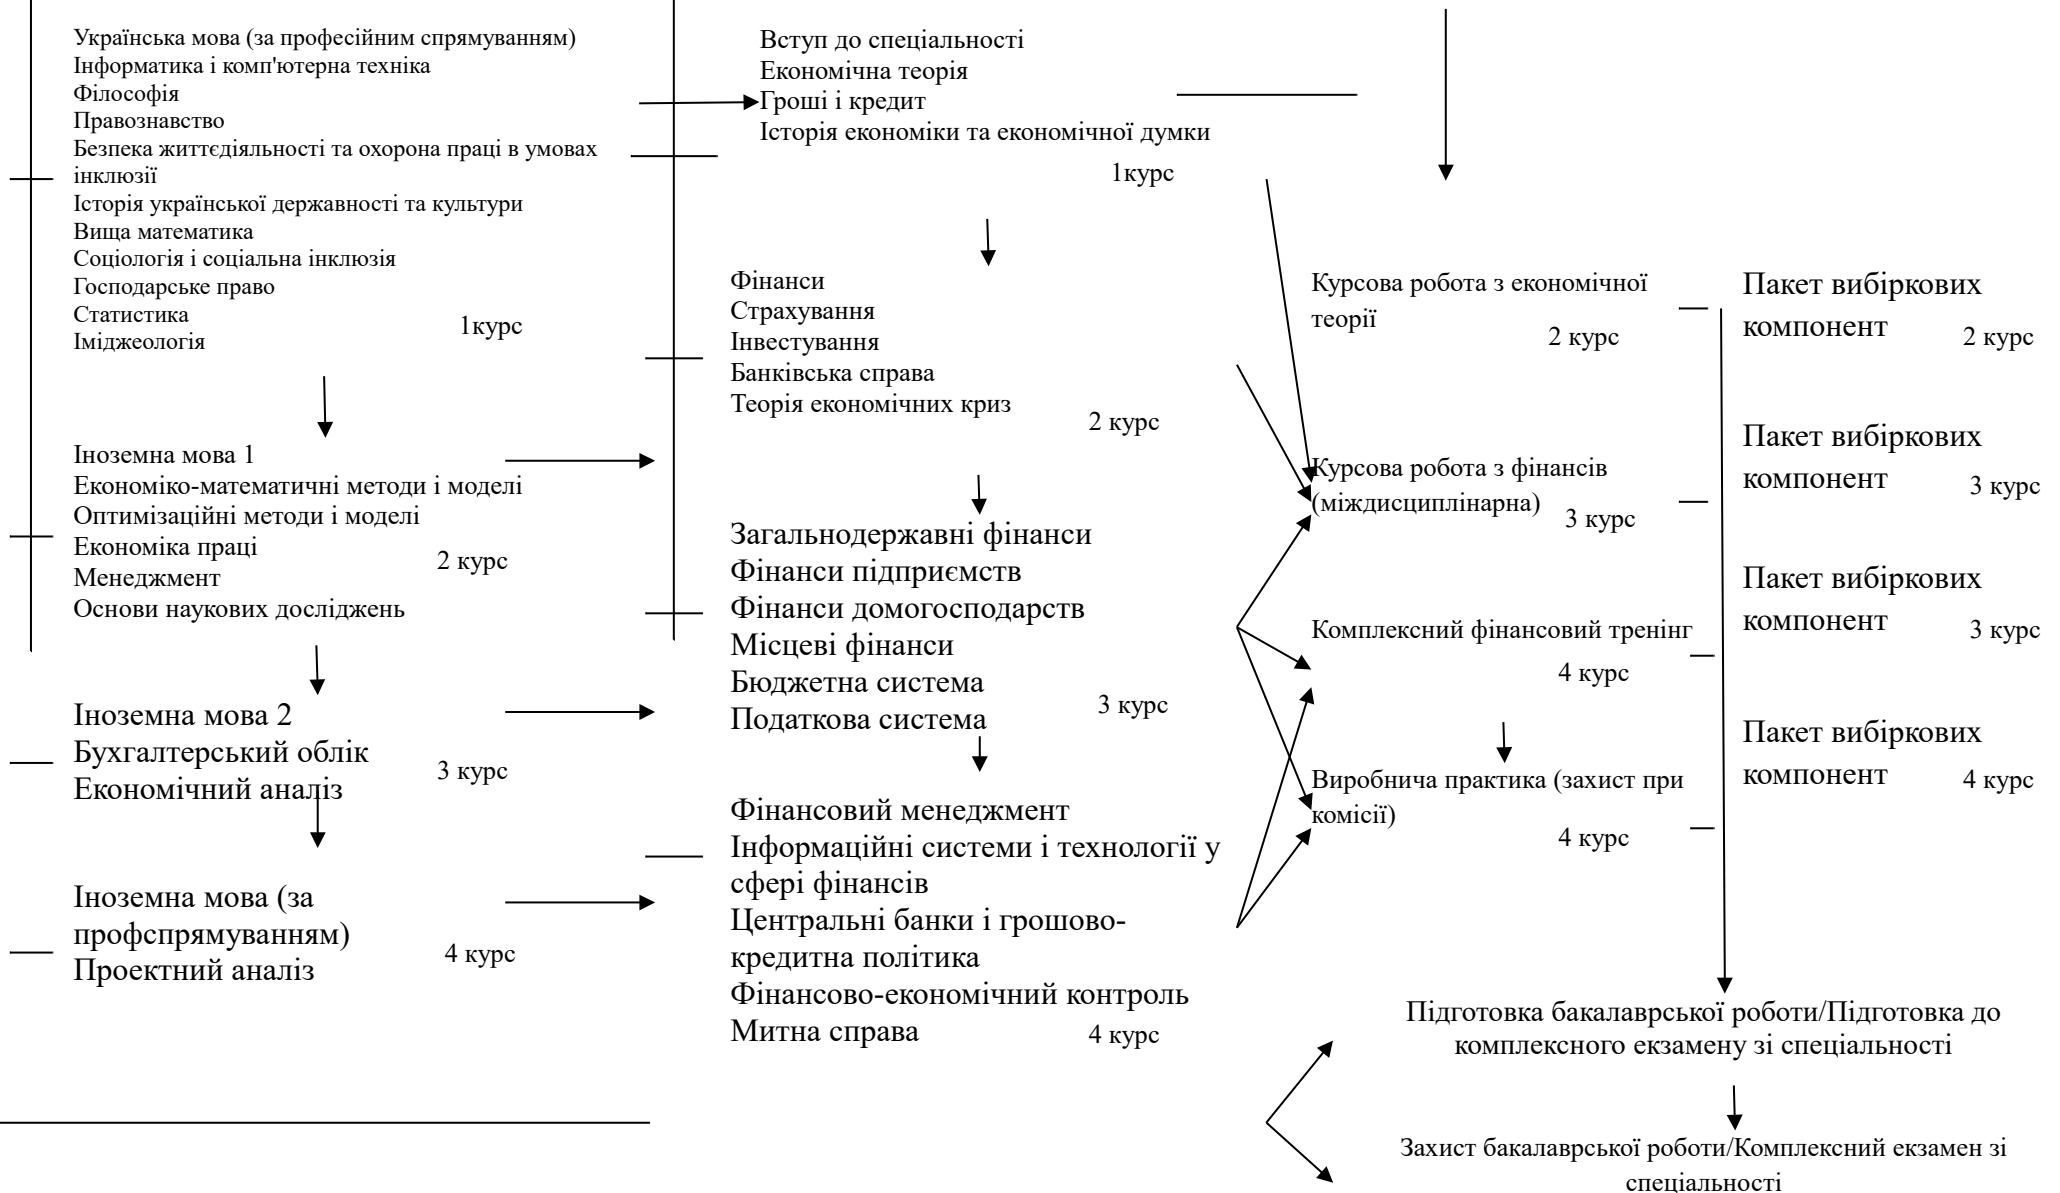 Українська мова (за професійним спрямуванням)
Інформатика і комп'ютерна техніка
Філософія
Правознавство
Безпека життєдіяльності та охорона праці в умовах
інклюзії
Історія української державності та культури
Вища математика
Соціологія і соціальна інклюзія
Господарське право
Статистика
Іміджеологія
1курс
Іноземна мова 1
Економіко-математичні методи і моделі
Оптимізаційні методи і моделі
Економіка праці
Менеджмент
Основи наукових досліджень
2 курс
Іноземна мова 2
Бухгалтерський облік
Економічний аналіз
3 курс
Іноземна мова (за
профспрямуванням)
Проектний аналіз
4 курс
Вступ до спеціальності
Економічна теорія
Гроші і кредит
Історія економіки та економічної думки
1курс
Фінанси
Страхування
Інвестування
Банківська справа
Теорія економічних криз
2 курс
Загальнодержавні фінанси
Фінанси підприємств
Фінанси домогосподарств
Місцеві фінанси
Бюджетна система
Податкова система
3 курс
Фінансовий менеджмент
Інформаційні системи і технології у
сфері фінансів
Центральні банки і грошово-
кредитна політика
Фінансово-економічний контроль
Митна справа
4 курс
Курсова робота з економічної
теорії
2 курс
Курсова робота з фінансів
(міждисциплінарна)
3 курс
Комплексний фінансовий тренінг
4 курс
Виробнича практика (захист при
комісії)
4 курс
Пакет вибіркових
компонент
2 курс
Пакет вибіркових
компонент
3 курс
Пакет вибіркових
компонент
3 курс
Пакет вибіркових
компонент
4 курс
Підготовка бакалаврської роботи/Підготовка до
комплексного екзамену зі спеціальності
Захист бакалаврської роботи/Комплексний екзамен зі
спеціальності